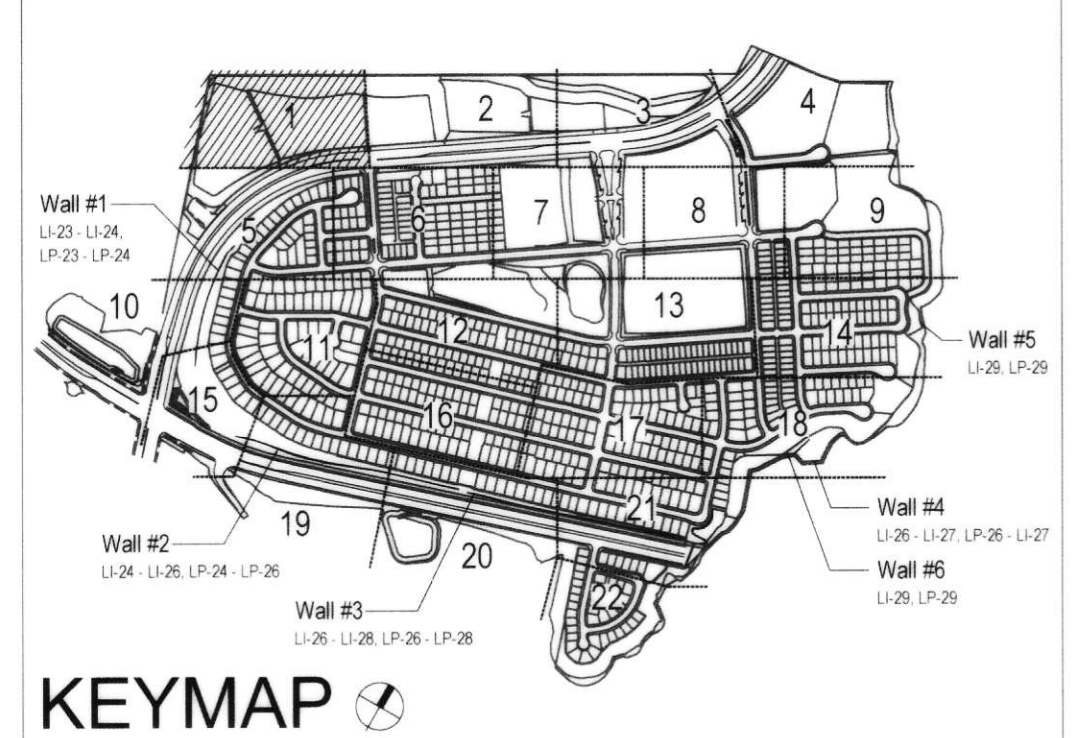 1
2
3
4
5
6
7
8
9
Wall #1
LI-23 - LI-24,
LP-23 - LP-24
10
11
12
13
14
Wall #5
LI-29, LP-29
15
16
17
18
Wall #4
LI-26 - LI-27, LP-26 - LI-27
19
20
21
Wall #2
LI-24 - LI-26, LP-24 - LP-26
Wall #6
LI-29, LP-29
22
Wall #3
LI-26 - LI-28, LP-26 - LP-28
KEYMAP